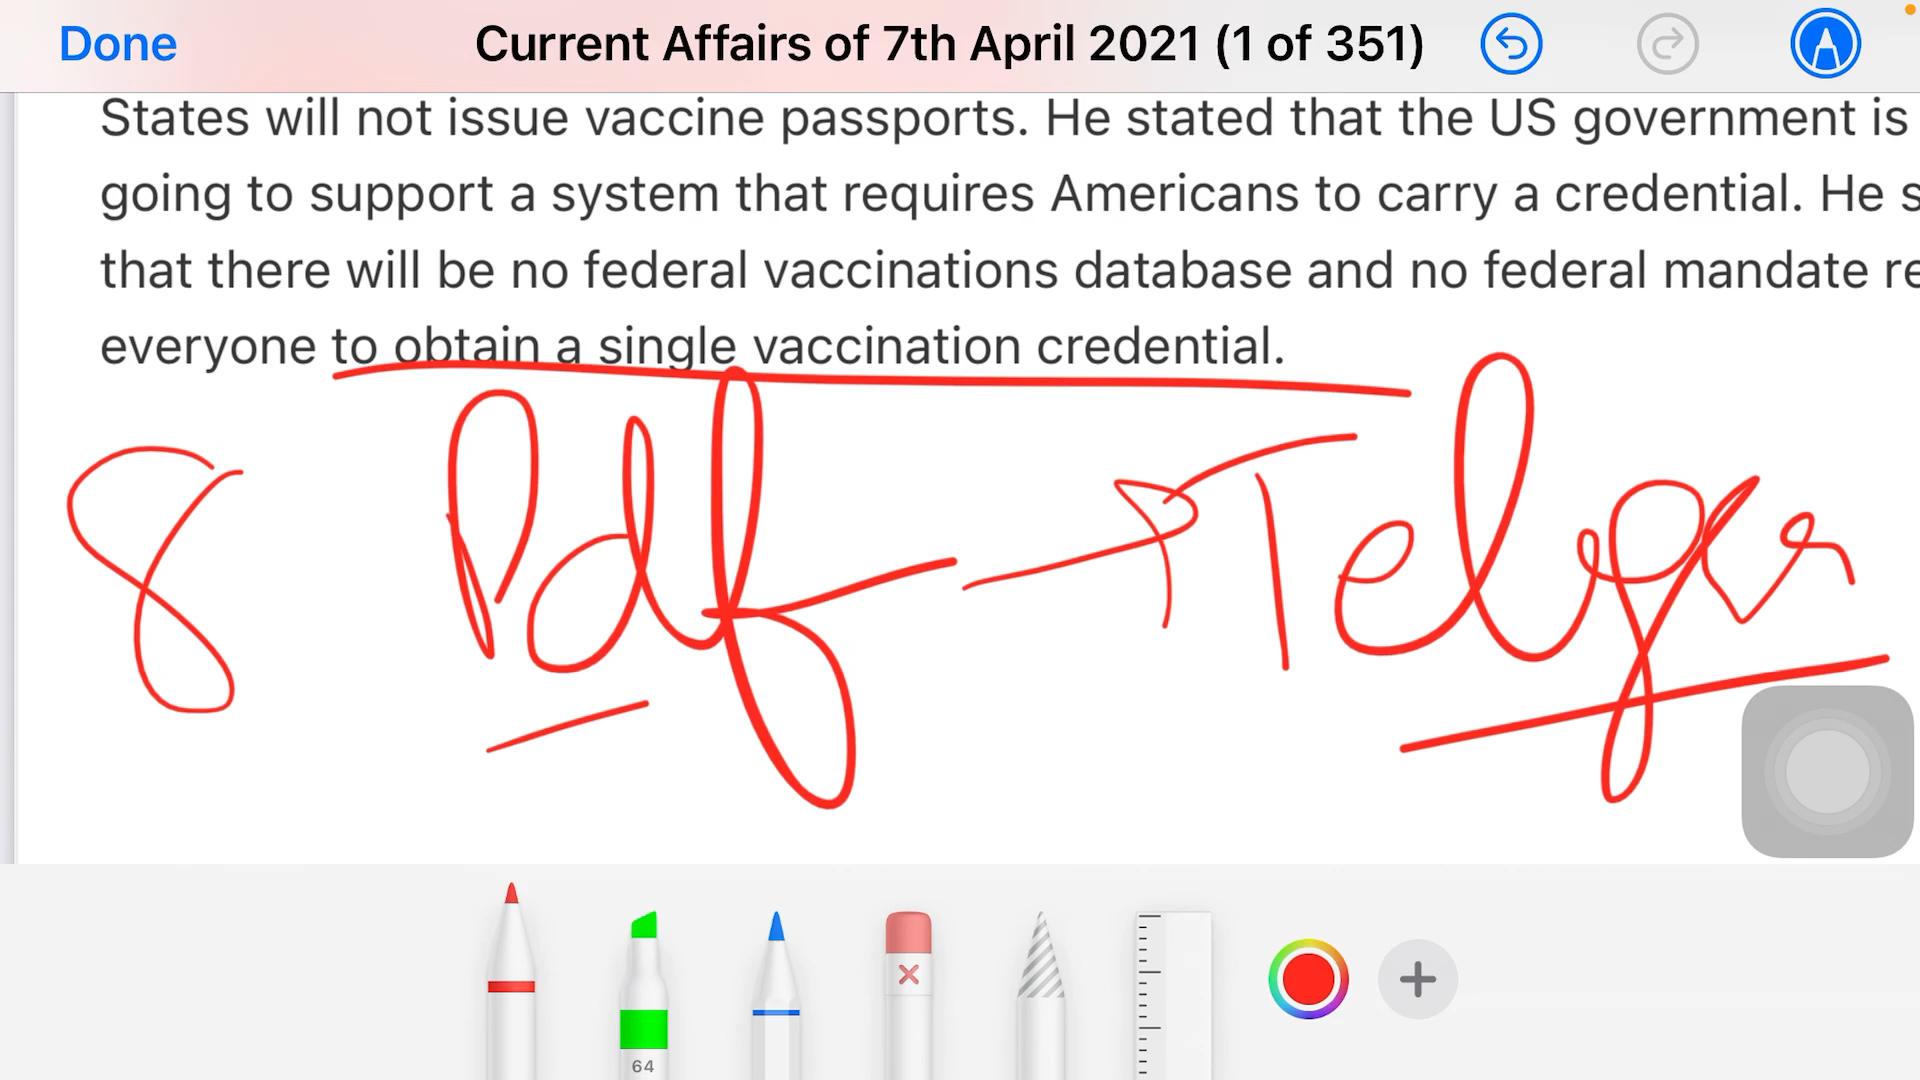 Done Current Affairs of 7th April 2021 (1 of 351)
States will not issue vaccine passports. He stated that the US government is
going to support a system that requires Americans to carry a credential. He s
that there will be no federal vaccinations database and no federal mandate re
everyone to obtain a single vaccination credential.
8 Pdf
64